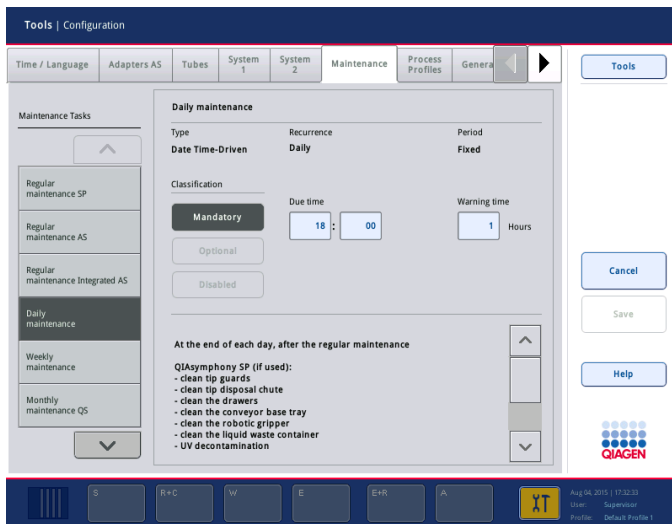 Tools | Configuration
Time / Language
Adapters AS
Tubes
System
1
System
2
Maintenance
Process
Profiles
Genera
Tools
Maintenance Tasks
Regular
maintenance SP
Regular
maintenance AS
Regular
maintenance Integrated AS
Daily
maintenance
Weekly
maintenance
Monthly
maintenance QS
Daily maintenance
Type
Recurrence
Period
Date Time-Driven
Daily
Fixed
Classification
Mandatory
Optional
Disabled
Due time
18 : 00
Warning time
1 Hours
At the end of each day, after the regular maintenance
QIAsymphony SP (if used):
- clean tip guards
- clean tip disposal chute
- clean the drawers
- clean the conveyor base tray
- clean the robotic gripper
- clean the liquid waste container
- UV decontamination
Cancel
Save
Help
QIAGEN
S
R+C
W
E
E+R
A
Aug 04, 2015 | 17:32:33
User: Supervisor
Profile: Default Profile 1